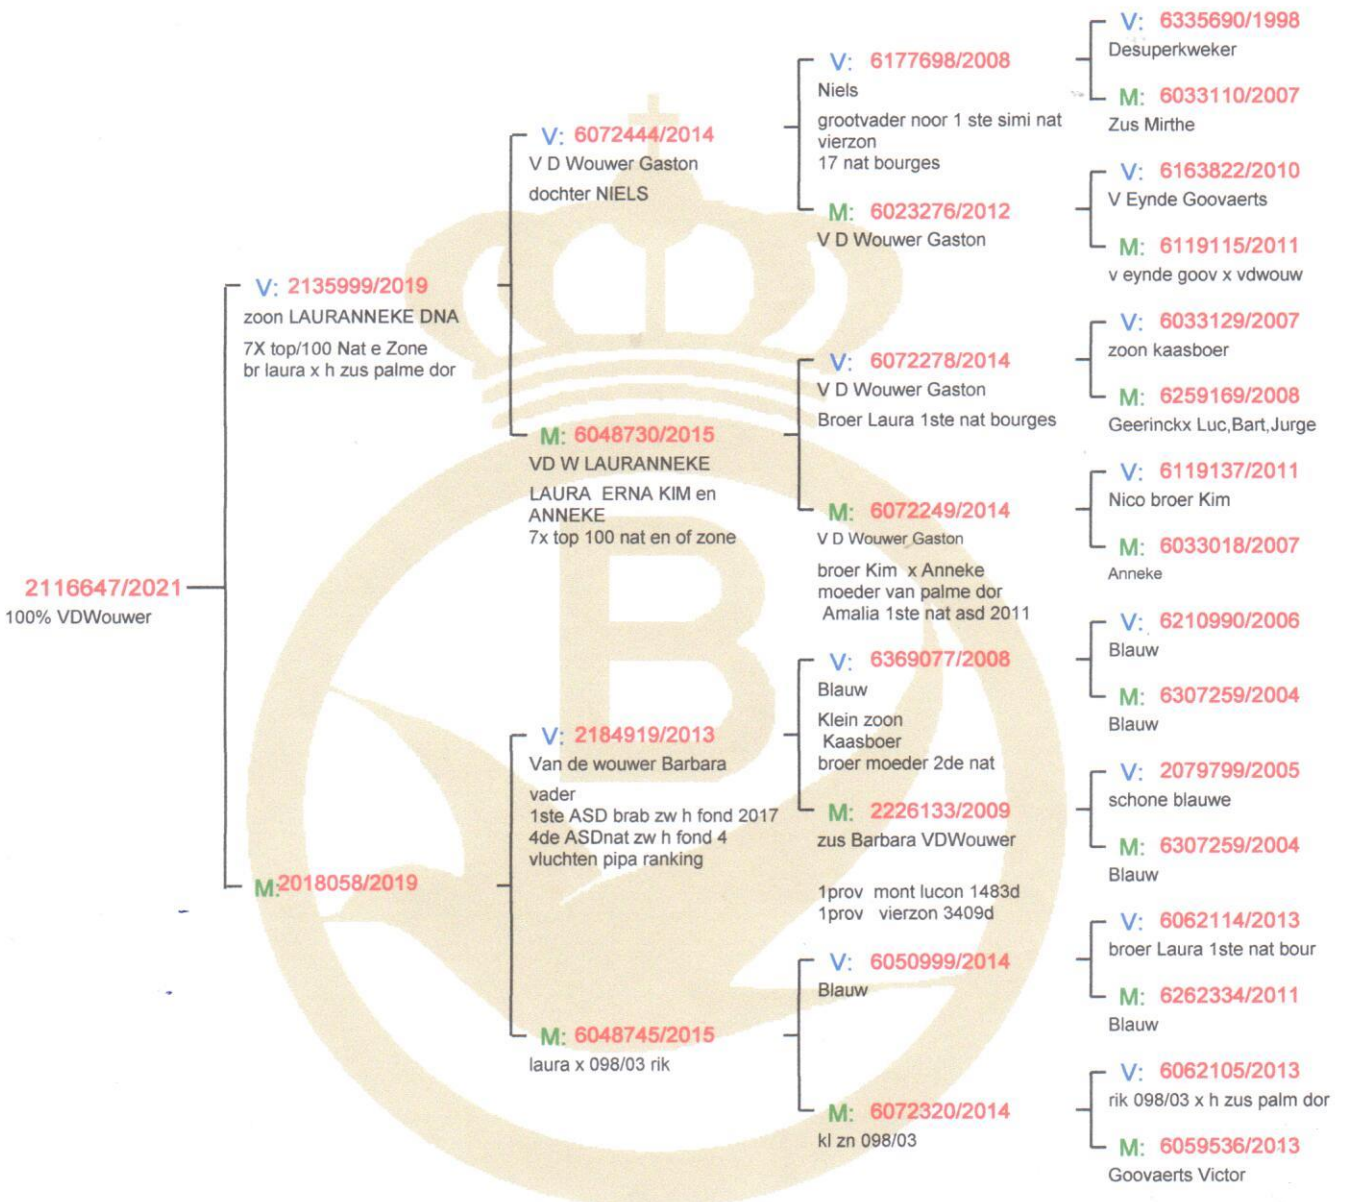 2116647/2021
100% VDWouwer
V: 2135999/2019
zoon LAURANNEKE DNA
7X top/100 Nat e Zone
br laura x h zus palme dor
M: 2018058/2019
V: 6072444/2014
V D Wouwer Gaston
dochter NIELS
M: 6048730/2015
VD W LAURANNEKE
LAURA ERNA KIM en
ANNEKE
7x top 100 nat en of zone
V: 2184919/2013
Van de wouwer Barbara
vader
1ste ASD brab zw h fond 2017
4de ASDnat zw h fond 4
vluchten pipa ranking
M: 6048745/2015
laura x 098/03 rik
V: 6177698/2008
Niels
grootvader noor 1 ste simi nat
vierzon
17 nat bourges
M: 6023276/2012
V D Wouwer Gaston
V: 6072278/2014
V D Wouwer Gaston
Broer Laura 1ste nat bourges
M: 6072249/2014
V D Wouwer Gaston
broer Kim x Anneke
moeder van palme dor
Amalia 1ste nat asd 2011
V: 6369077/2008
Blauw
Klein zoon
Kaasboer
broer moeder 2de nat
M: 2226133/2009
zus Barbara VDWouwer
1prov mont lucon 1483d
1prov vierzon 3409d
V: 6050999/2014
Blauw
M: 6072320/2014
kl zn 098/03
V: 6335690/1998
Desuperkweker
M: 6033110/2007
Zus Mirthe
V: 6163822/2010
V Eynde Goovaerts
M: 6119115/2011
v eynde goov x vdwouw
V: 6033129/2007
zoon kaasboer
M: 6259169/2008
Geerinckx Luc,Bart,Jurge
V: 6119137/2011
Nico broer Kim
M: 6033018/2007
Anneke
V: 6210990/2006
Blauw
M: 6307259/2004
Blauw
V: 2079799/2005
schone blauwe
M: 6307259/2004
Blauw
V: 6062114/2013
broer Laura 1ste nat bour
M: 6262334/2011
Blauw
V: 6062105/2013
rik 098/03 x h zus palm dor
M: 6059536/2013
Goovaerts Victor
B